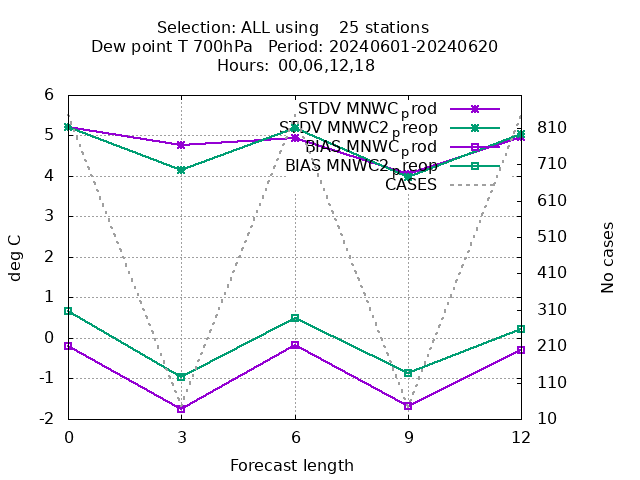 Selection: ALL using    25 stations
Dew point T 700hPa   Period: 20240601-20240620
Hours: 00,06,12,18
STDV MNWC_prod
STDV MNWC2_preop
BIAS MNWC_prod
BIAS MNWC2_preop
CASES
6
5
4
3
2
1
0
-1
-2
deg C
810
710
610
510
410
310
210
110
10
No cases
0 3 6 9 12
Forecast length